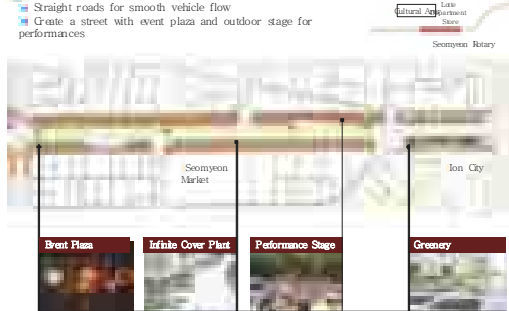 Straight roads for smooth vehicle flow
Create a street with event plaza and outdoor stage for
performances
Cultural Area
Lotte
Department
Store
Seomyeon Rotary
Seomyeon
Market
Ion City
Event Plaza
Infinite Cover Plant
Performance Stage
Greenery